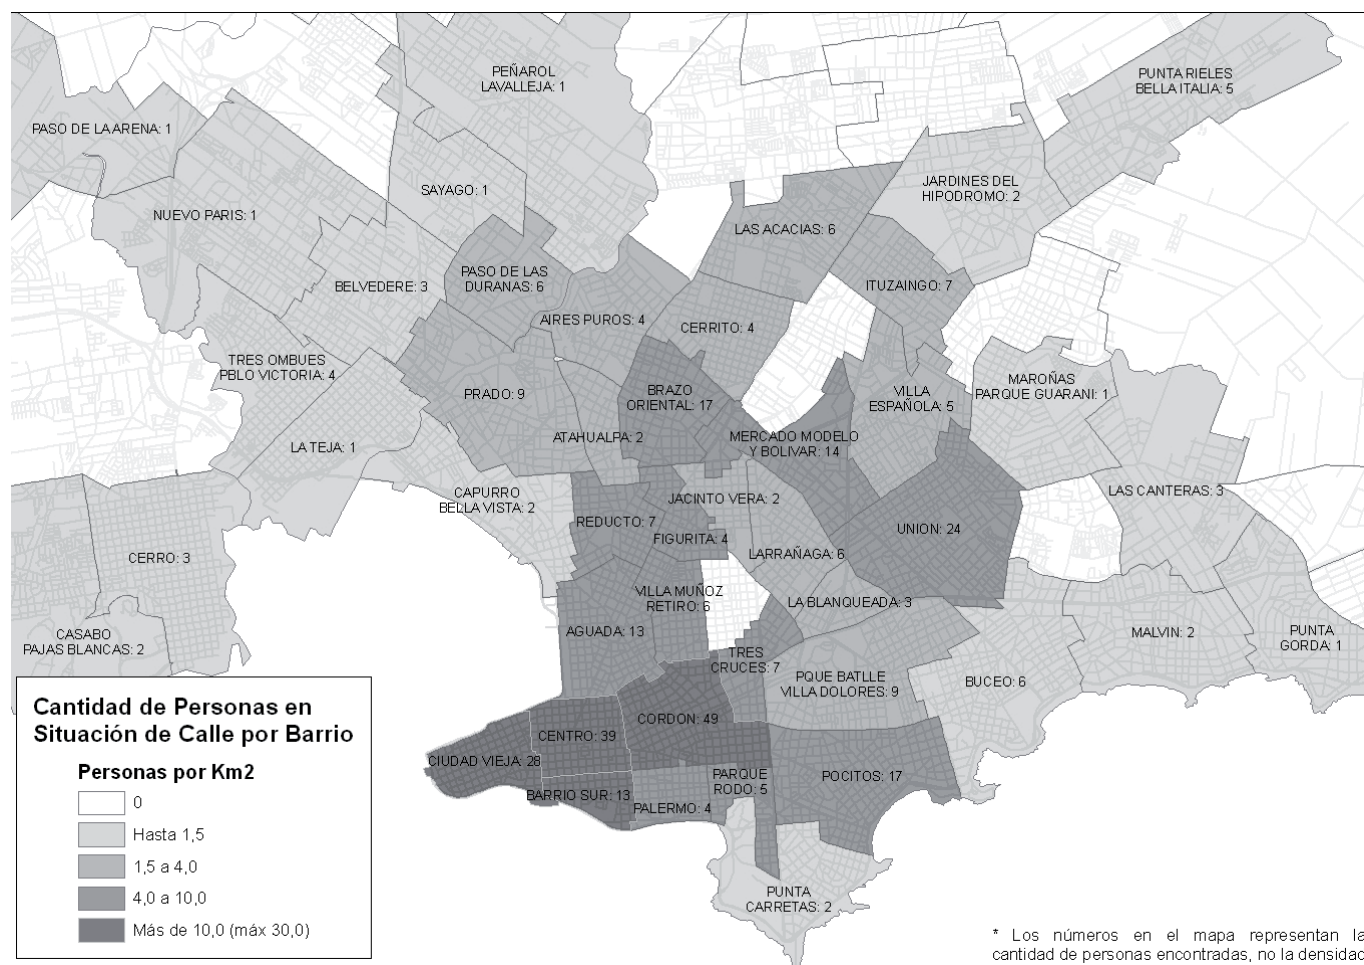 PEÑAROL
LAVALLEJA: 1
PUNTA RIELES
BELLA ITALIA: 5
PASO DE LA ARENA: 1
SAYAGO: 1
JARDINES DEL
HIPODROMO: 2
NUEVO PARIS: 1
LAS ACACIAS: 6
PASO DE LAS
DURANAS: 6
BELVEDERE: 3
ITUZAINGO: 7
AIRES PUROS: 4
CERRITO: 4
TRES OMBUES
PBLO VICTORIA: 4
PRADO: 9
BRAZO
ORIENTAL: 17
VILLA
ESPAÑOLA: 5
MAROÑAS
PARQUE GUARANI: 1
LA TEJA: 1
ATAHUALPA: 2
MERCADO MODELO
Y BOLIVAR: 14
CAPURRO
BELLA VISTA: 2
JACINTO VERA: 2
LAS CANTERAS: 3
REDUCTO: 7
FIGURITA: 4
UNION: 24
CERRO: 3
LARRAÑAGA: 6
VILLA MUÑOZ
RETIRO: 6
LA BLANQUEADA: 3
AGUADA: 13
MALVIN: 2
PUNTA
GORDA: 1
CASABO
PAJAS BLANCAS: 2
TRES
CRUCES: 7
PQUE BATLLE
VILLA DOLORES: 9
BUCEO: 6
CORDON: 49
CENTRO: 39
CIUDAD VIEJA: 28
BARRIO SUR: 13
PALERMO: 4
PARQUE
RODO: 5
POCITOS: 17
PUNTA
CARRETAS: 2
Cantidad de Personas en
Situación de Calle por Barrio
Personas por Km2
0
Hasta 1,5
1,5 a 4,0
4,0 a 10,0
Más de 10,0 (máx 30,0)
* Los números en el mapa representan la
cantidad de personas encontradas, no la densidad